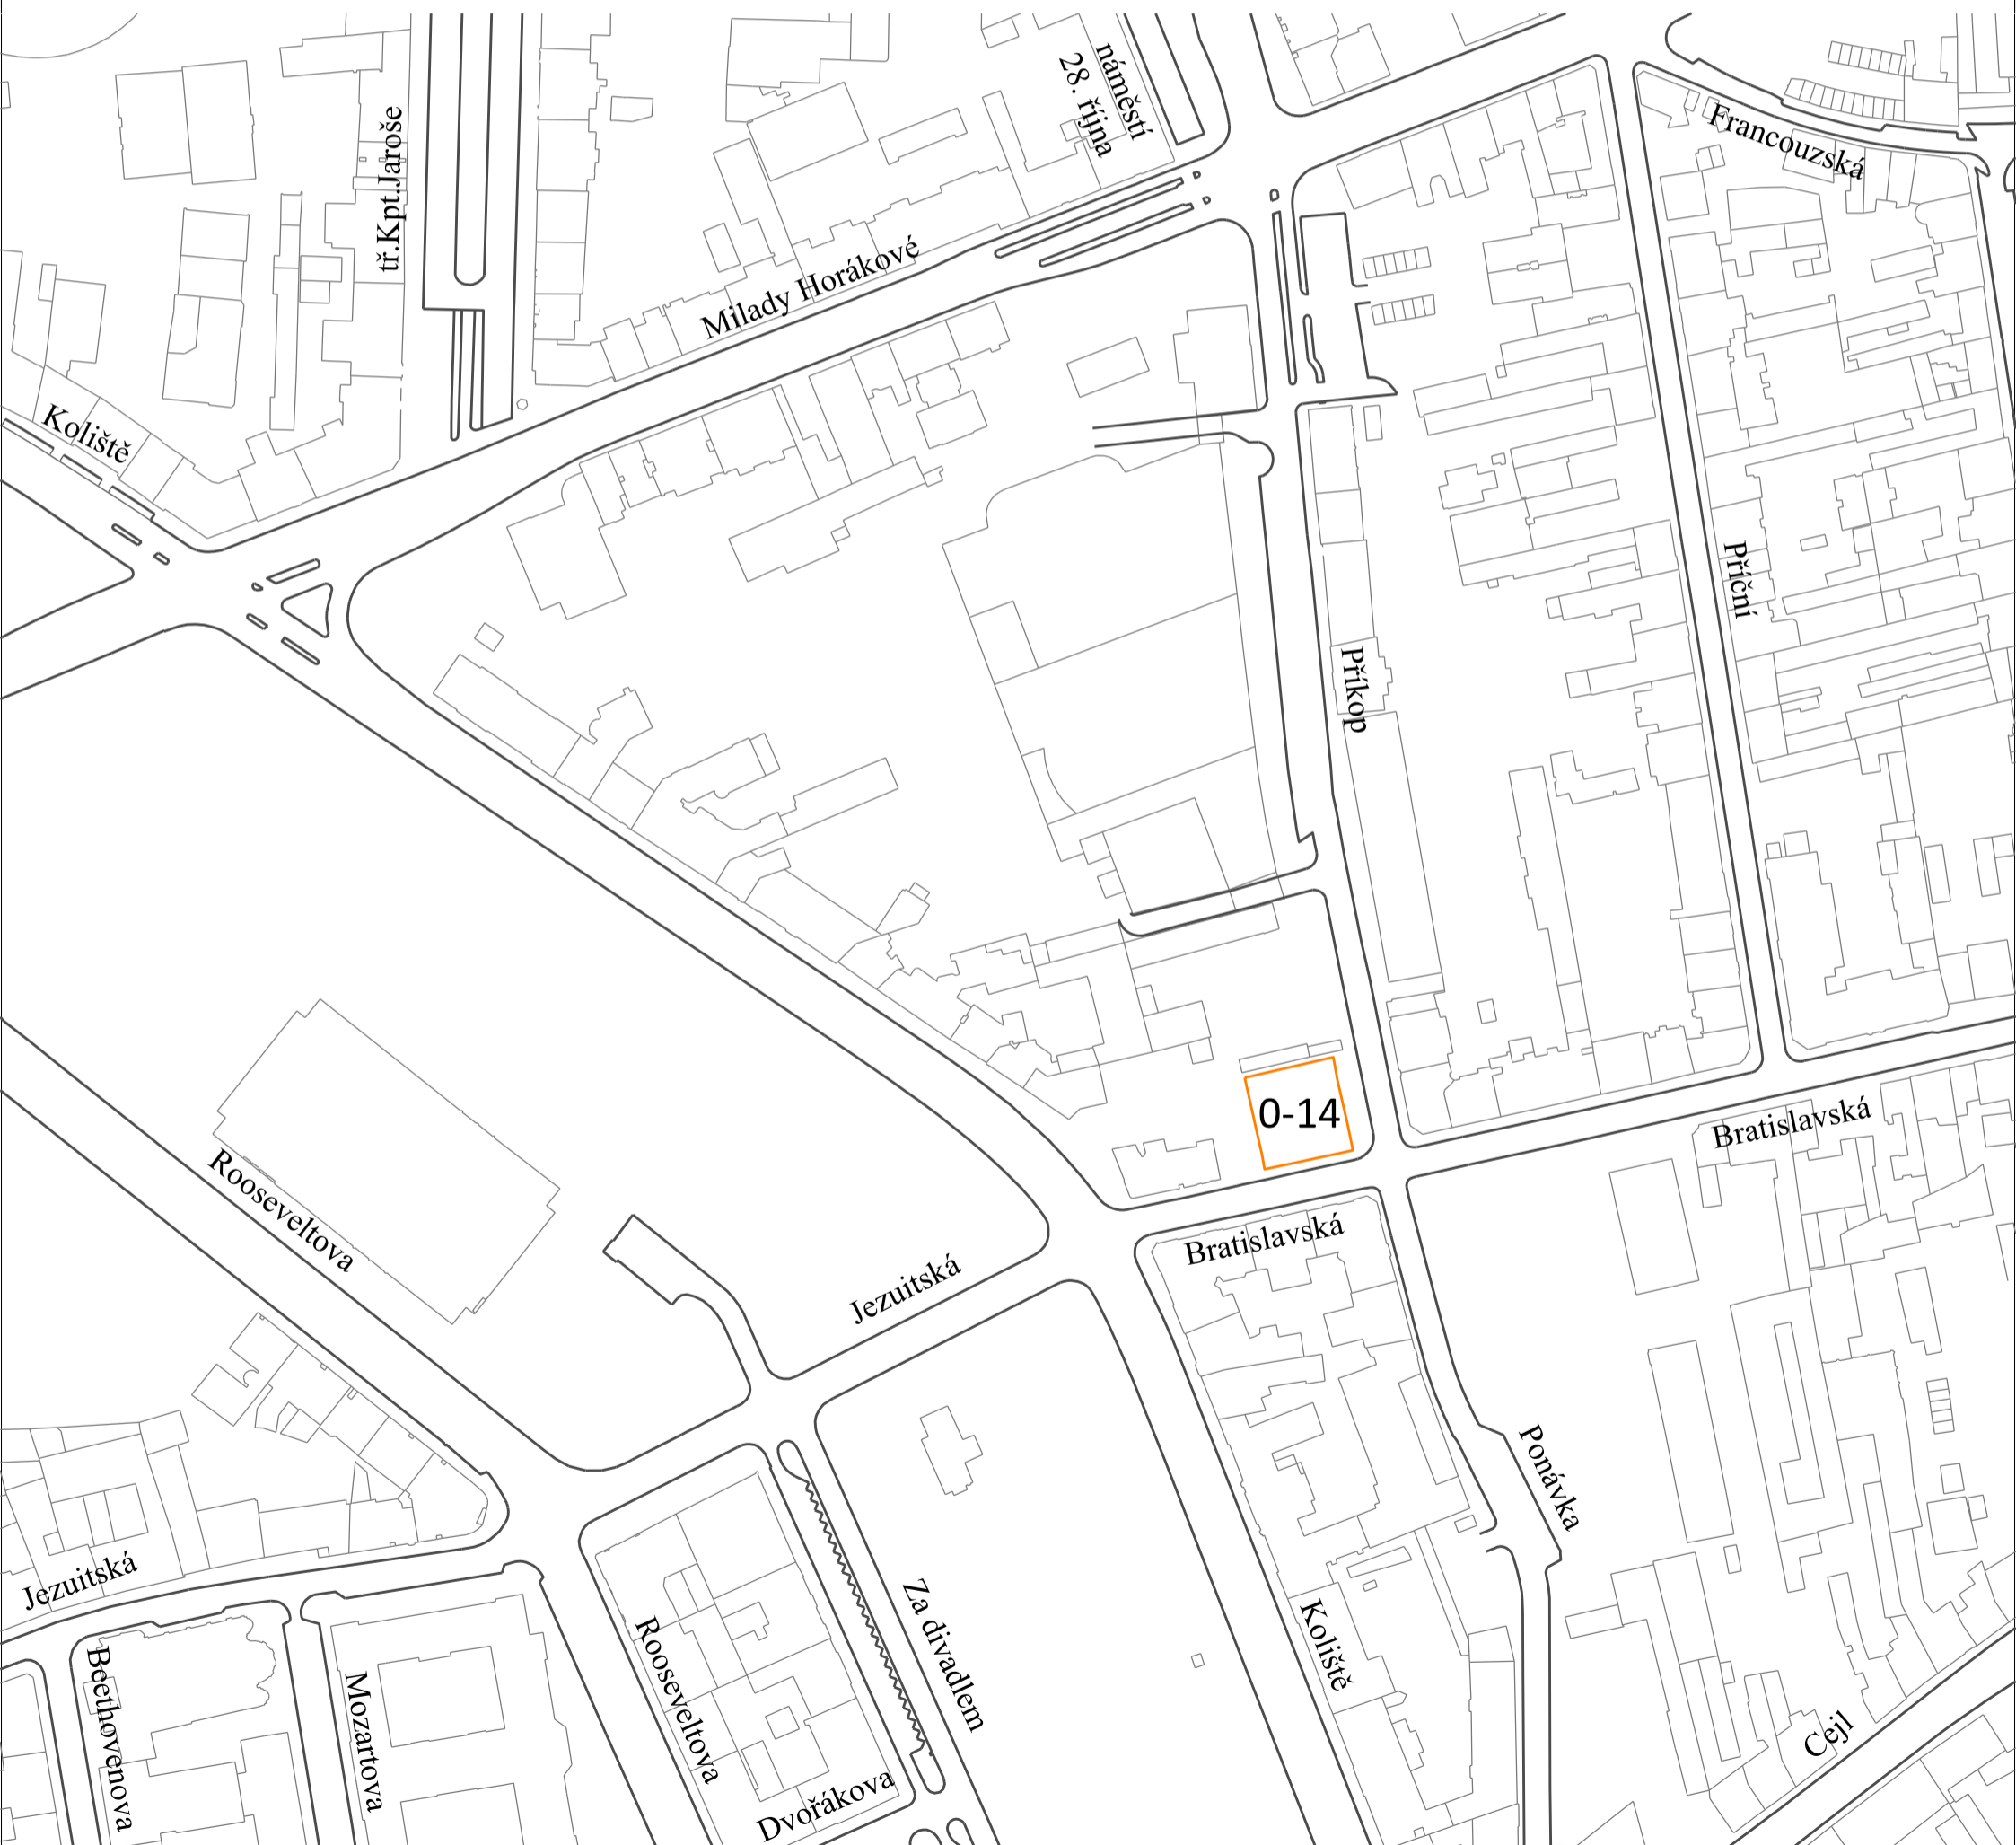 náměstí
28. října
Francouzská
tř.Kpt.Jaroše
Milady Horákové
Koliště
Příční
Příkop
0-14
Bratislavská
Bratislavská
Rooseveltova
Jezuitská
Ponávka
Jezuitská
Za divadlem
Koliště
Rooseveltova
Beethovenova
Mozartova
Cejl
Dvořákova